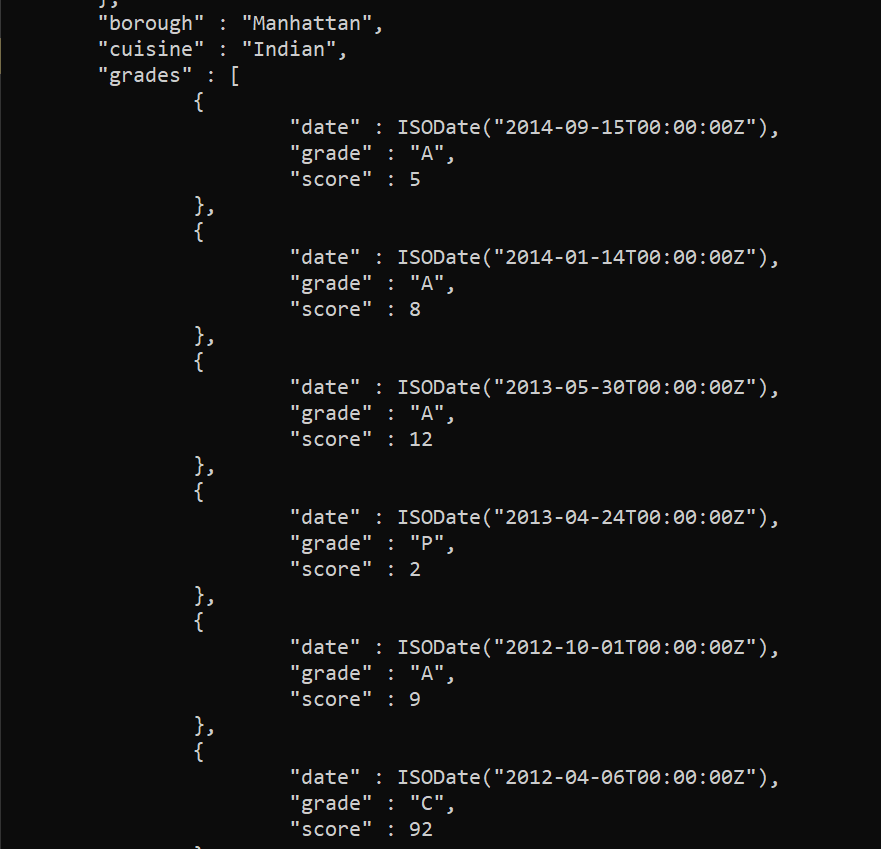 },
"borough" : "Manhattan",
"cuisine" : "Indian",
"grades" : [
{
"date" : ISODate("2014-09-15T00:00:00Z"),
"grade" : "A",
"score" : 5
},
{
"date" : ISODate("2014-01-14T00:00:00Z"),
"grade" : "A",
"score" : 8
},
{
"date" : ISODate("2013-05-30T00:00:00Z"),
"grade" : "A",
"score" : 12
},
{
"date" : ISODate("2013-04-24T00:00:00Z"),
"grade" : "P",
"score" : 2
},
{
"date" : ISODate("2012-10-01T00:00:00Z"),
"grade" : "A",
"score" : 9
},
{
"date" : ISODate("2012-04-06T00:00:00Z"),
"grade" : "C",
"score" : 92